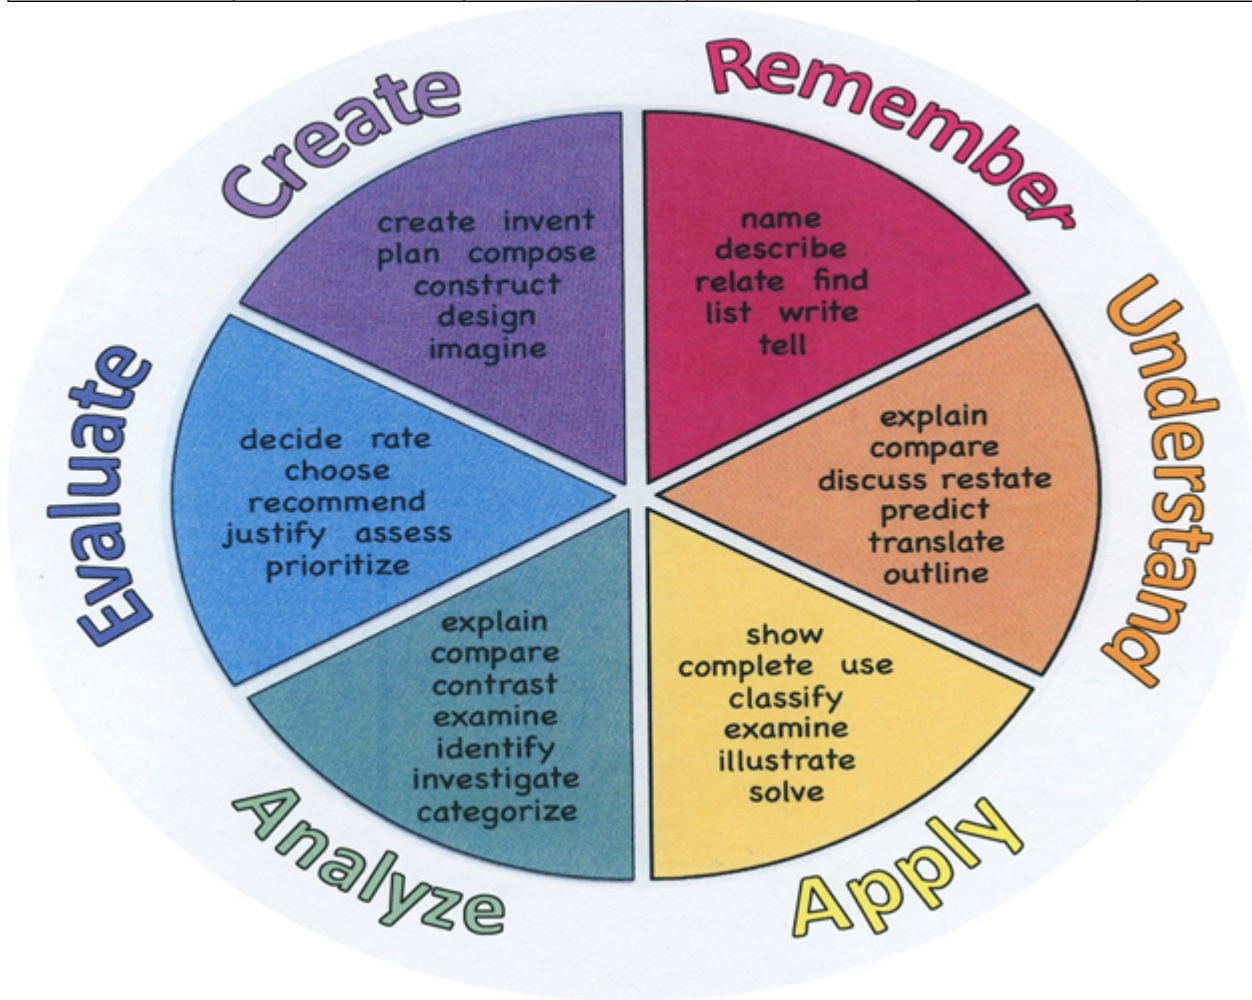 Remember
name
describe
relate find
list write
tell
Understand
explain
compare
discuss restate
predict
translate
outline
Apply
show
complete use
classify
examine
illustrate
solve
Analyze
explain
compare
contrast
examine
identify
investigate
categorize
Evaluate
decide rate
choose
recommend
justify assess
prioritize
Create
create invent
plan compose
construct
design
imagine